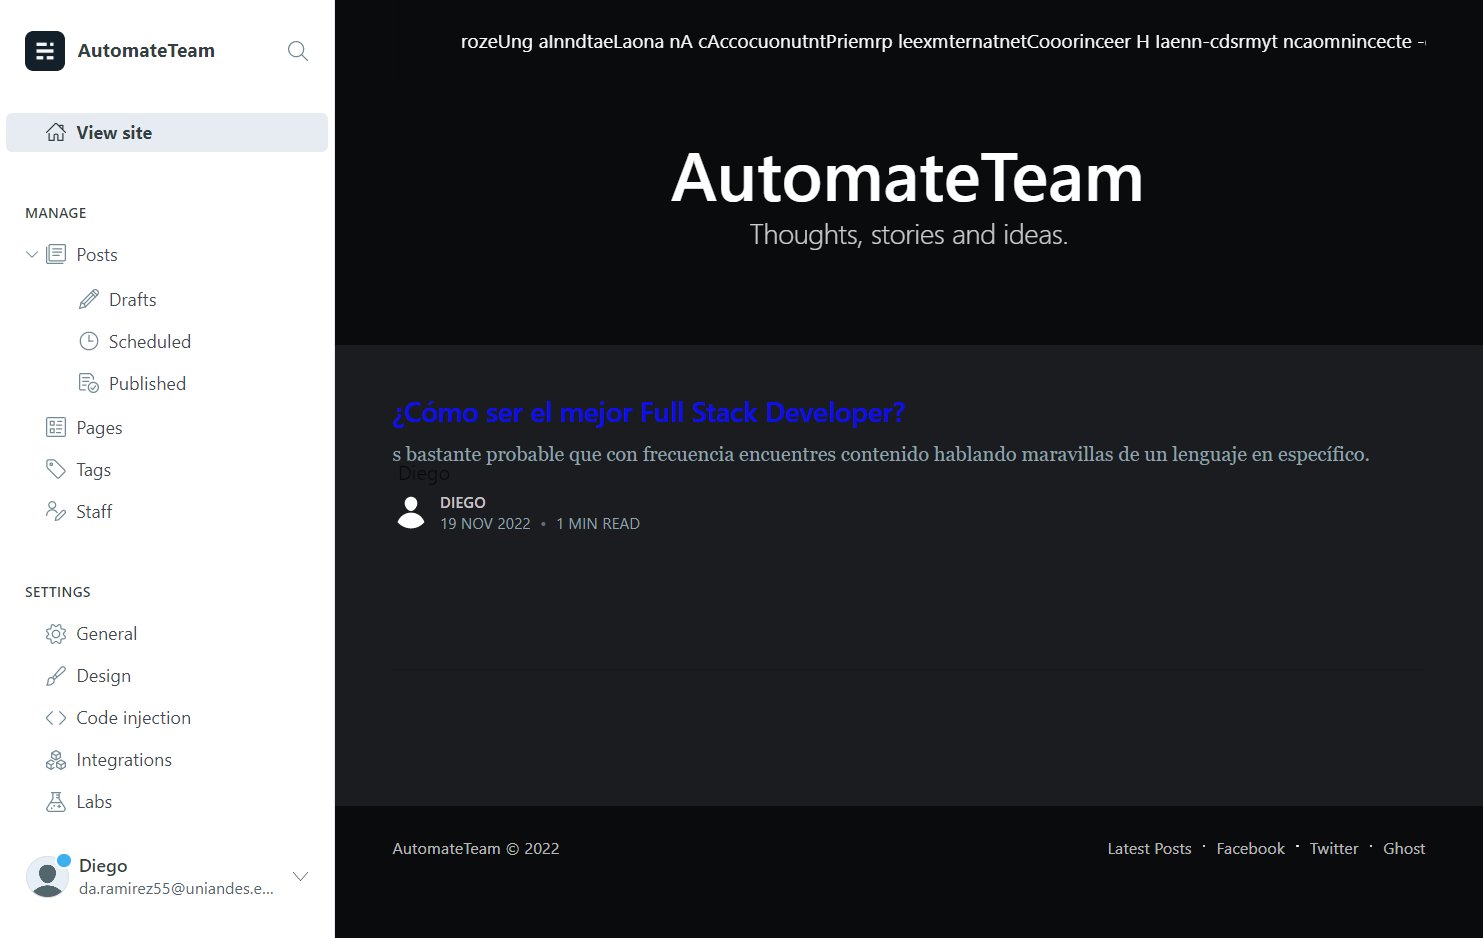 AutomateTeam
View site
MANAGE
Posts
Drafts
Scheduled
Published
Pages
Tags
Staff
SETTINGS
General
Design
Code injection
Integrations
Labs
Diego
da.ramirez55@uniandes.e...
rozeUng aInndtaeLaona nA cAccocuonutntPriemrp leexmternatnetCooorinceer H Iaenn-cdsrmyt ncaomnincecte -
AutomateTeam
Thoughts, stories and ideas.
¿Cómo ser el mejor Full Stack Developer?
s bastante probable que con frecuencia encuentres contenido hablando maravillas de un lenguaje en específico.
Diego
DIEGO
19 NOV 2022 • 1 MIN READ
AutomateTeam © 2022
Latest Posts · Facebook · Twitter · Ghost